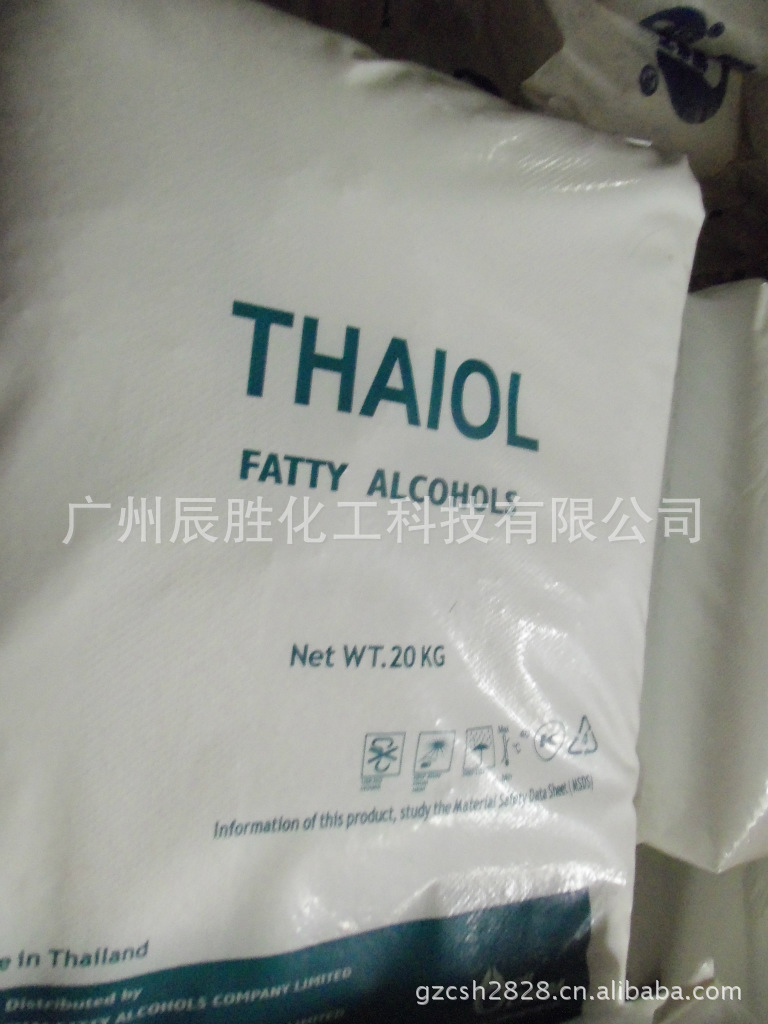 THAIOL
FATTY ALCOHOLS
广州辰胜化工科技有限公司
Net WT.20 KG
Information of this product, study the Material Safety Data Sheet (MSDS)
in Thailand
Distributed by
FATTY ALCOHOLS COMPANY LIMITED
LIMITED
gzcsh2828.cn.alibaba.com